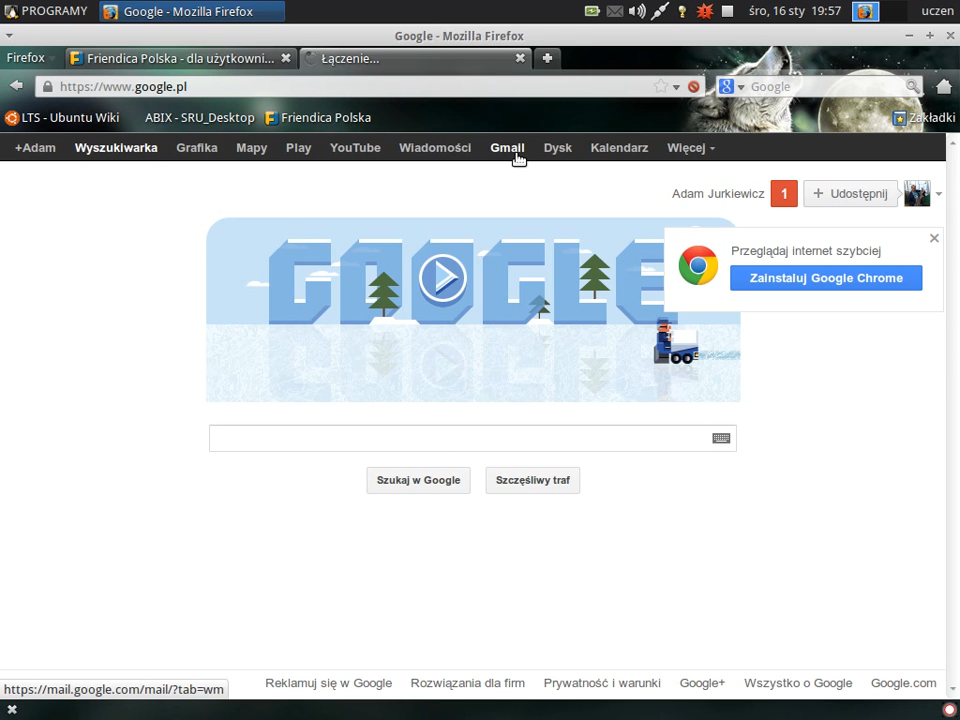 PROGRAMY Google - Mozilla Firefox śro, 16 sty 19:57 uczen
Google - Mozilla Firefox
Firefox Friendica Polska - dla użytkowni... Łączenie...
https://www.google.pl Google
LTS - Ubuntu Wiki ABIX - SRU_Desktop Friendica Polska Zakładki
+Adam Wyszukiwarka Grafika Mapy Play YouTube Wiadomości Gmail Dysk Kalendarz Więcej
Adam Jurkiewicz 1 + Udostępnij
Przeglądaj internet szybciej
Zainstaluj Google Chrome
GOOGLE
Szukaj w Google Szczęśliwy traf
https://mail.google.com/mail/?tab=wm Reklamuj się w Google Rozwiązania dla firm Prywatność i warunki Google+ Wszystko o Google Google.com